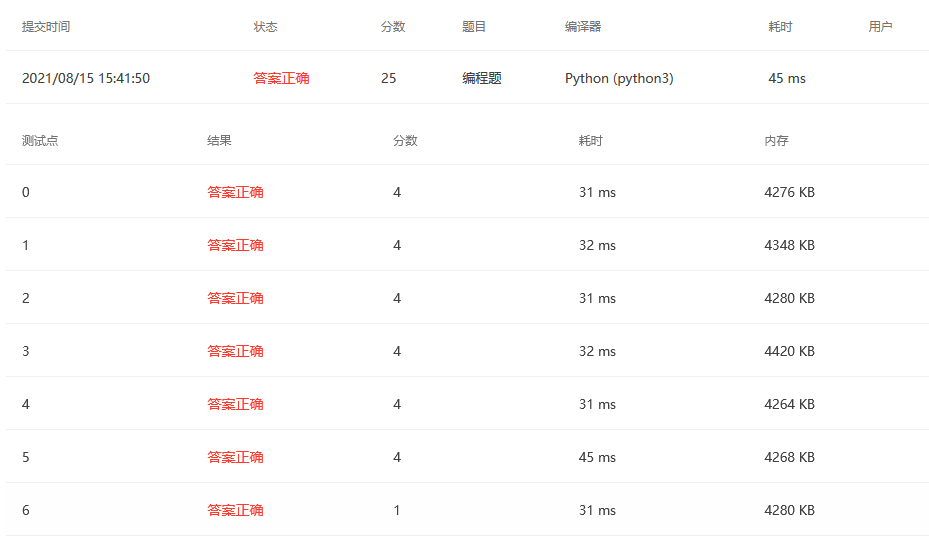 提交时间 状态 分数 题目 编译器 耗时 用户
2021/08/15 15:41:50 答案正确 25 编程题 Python (python3) 45 ms
测试点 结果 分数 耗时 内存
0 答案正确 4 31 ms 4276 KB
1 答案正确 4 32 ms 4348 KB
2 答案正确 4 31 ms 4280 KB
3 答案正确 4 32 ms 4420 KB
4 答案正确 4 31 ms 4264 KB
5 答案正确 4 45 ms 4268 KB
6 答案正确 1 31 ms 4280 KB